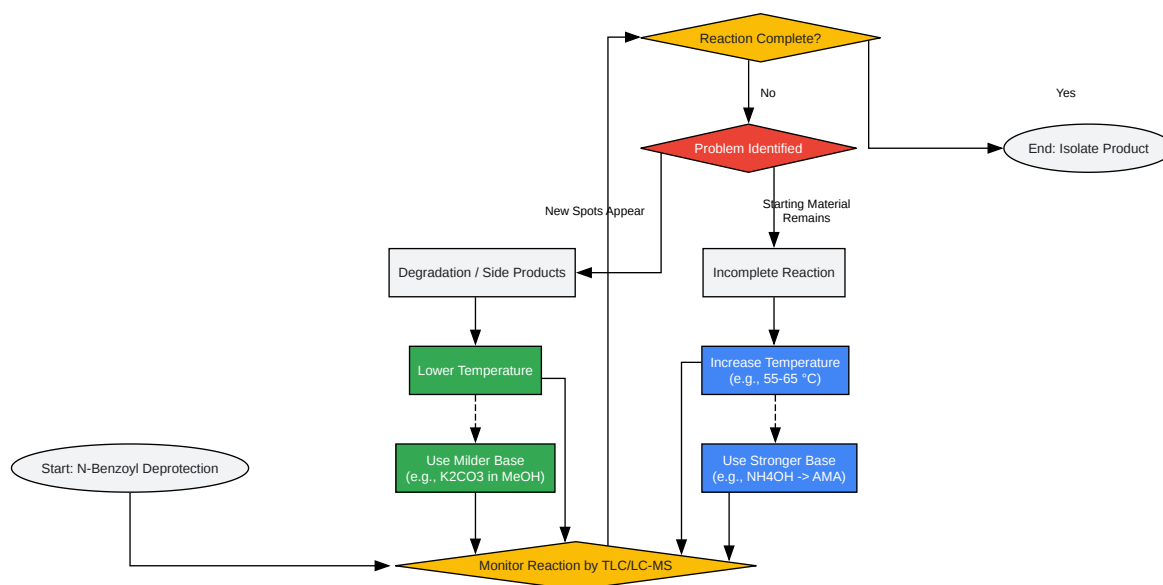 Reaction Complete?
No
Yes
Problem Identified
End: Isolate Product
New Spots Appear
Starting Material
Remains
Degradation / Side Products
Incomplete Reaction
Lower Temperature
Increase Temperature
(e.g., 55-65 °C)
Start: N-Benzoyl Deprotection
Use Milder Base
(e.g., K2CO3 in MeOH)
Use Stronger Base
(e.g., NH4OH -> AMA)
Monitor Reaction by TLC/LC-MS